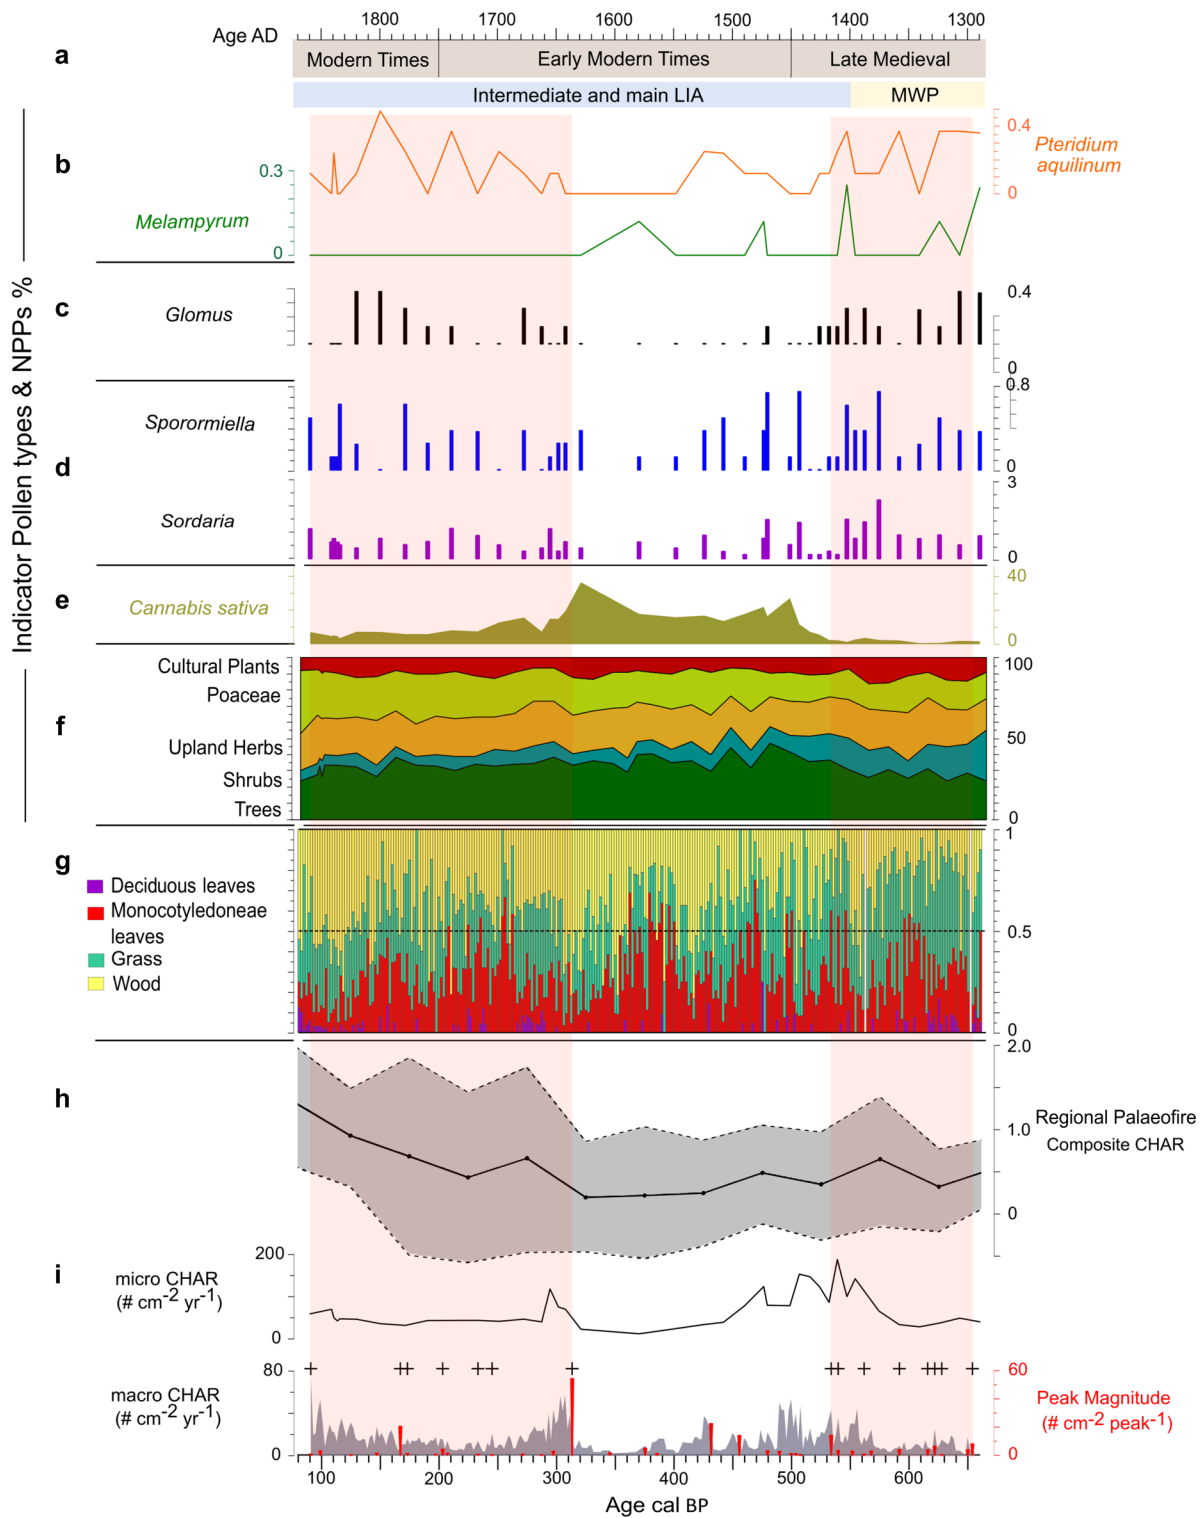 1800 1700 1600 1500 1400 1300
Age AD
a
Modern Times Early Modern Times Late Medieval
Intermediate and main LIA MWP
b
0.4
Pteridium
aquilinum
0
0.3
Melampyrum
0
Indicator Pollen types & NPPs %
c
Glomus
0.4
0
d
Sporormiella
0.8
0
Sordaria
3
0
e
Cannabis sativa
40
0
f
Cultural Plants
Poaceae
Upland Herbs
Shrubs
Trees
100
50
0
g
Deciduous leaves
Monocotyledoneae
leaves
Grass
Wood
1
0.5
0
h
2.0
1.0
0
Regional Palaeofire
Composite CHAR
i
200
micro CHAR
(# cm-2 yr-1)
0
+ + + + + + + + + + + + + +
80
macro CHAR
(# cm-2 yr-1)
0
60
Peak Magnitude
(# cm-2 peak-1)
0
100 200 300 400 500 600
Age cal BP